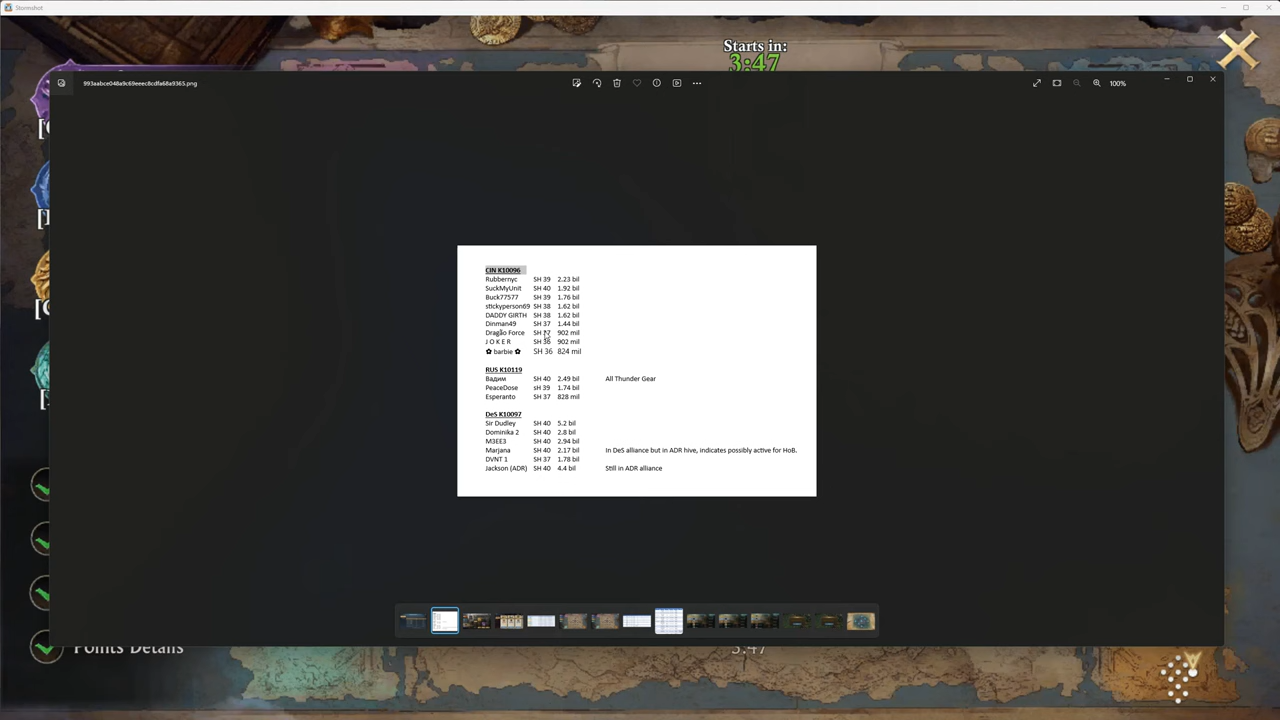 Stormshot
Starts in:
3:47
993aabce048a9c69eeec8cdfa68a9365.png
100%
CIN K10096
Rubbernyc SH 39 2.23 bil
SuckMyUnit SH 40 1.92 bil
Buck77577 SH 39 1.76 bil
stickyperson69 SH 38 1.62 bil
DADDY GIRTH SH 38 1.62 bil
Dinman49 SH 37 1.44 bil
Dragão Force SH 37 902 mil
J O K E R SH 36 902 mil
✿ barbie ✿ SH 36 824 mil
RUS K10119
Вадим SH 40 2.49 bil All Thunder Gear
PeaceDose sH 39 1.74 bil
Esperanto SH 37 828 mil
DeS K10097
Sir Dudley SH 40 5.2 bil
Dominika 2 SH 40 2.8 bil
M3EE3 SH 40 2,94 bil
Marjana SH 40 2,17 bil In DeS alliance but in ADR hive, indicates possibly active for HoB.
DVNT 1 SH 37 1.78 bil
Jackson (ADR) SH 40 4.4 bil Still in ADR alliance
Points Details
3:47